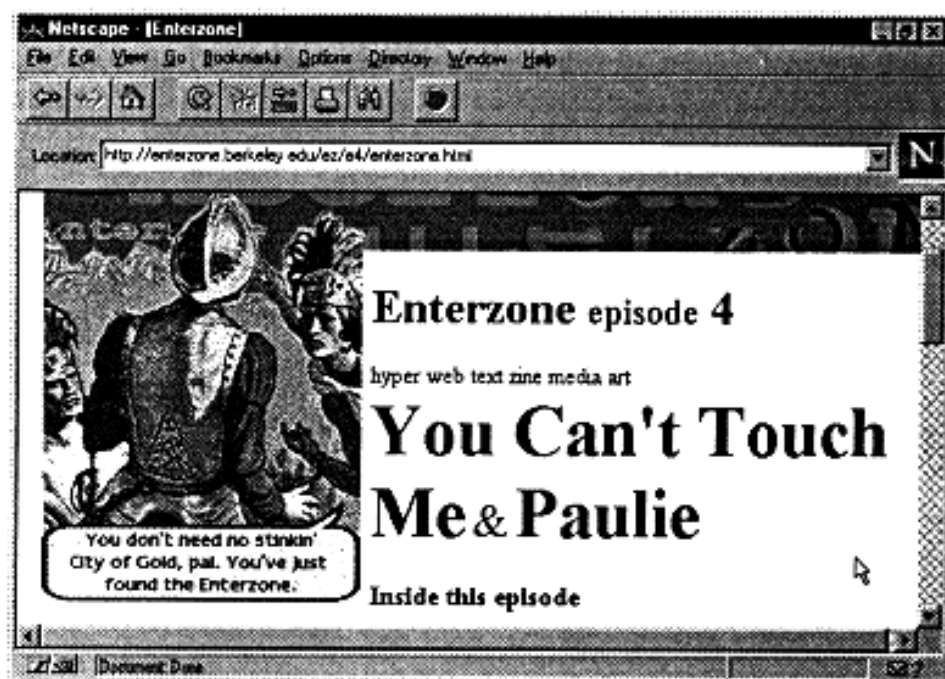 Netscape - [Enterzone]
File Edit View Go Bookmarks Options Directory Window Help
Location: http://enterzone.berkeley.edu/ez/e4/enterzone.html
N
Enterzone episode 4
hyper web text zine media art
You Can't Touch
Me & Paulie
You don't need no stinkin'
City of Gold, pal. You've just
found the Enterzone.
Inside this episode
Document: Done